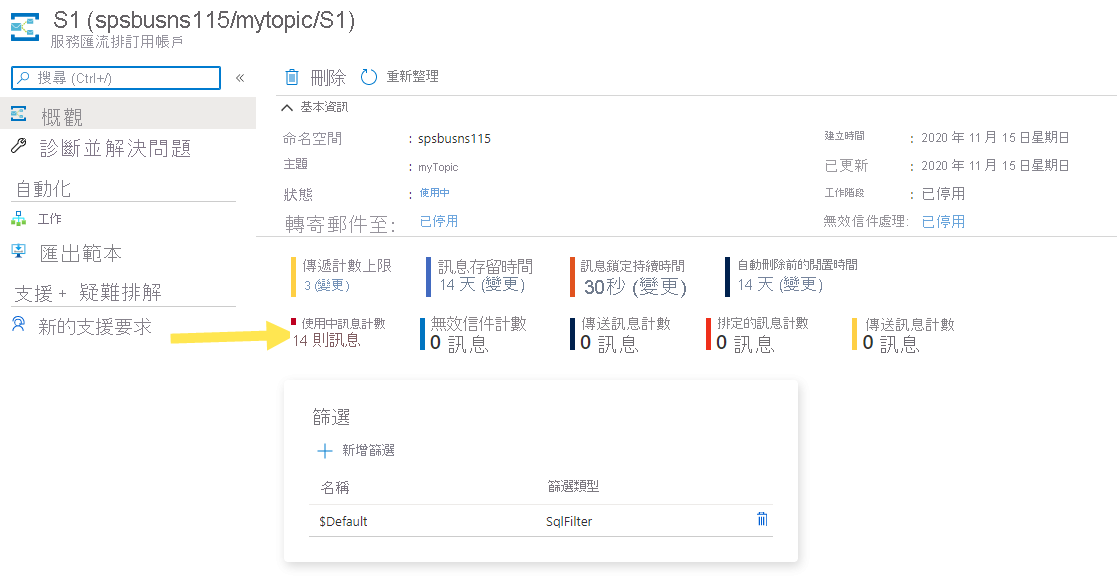 S1 (spsbusns115/mytopic/S1)
服務匯流排訂用帳戶
搜尋 (Ctrl+/)
«
刪除
重新整理
概觀
診斷並解決問題
自動化
工作
匯出範本
支援 + 疑難排解
新的支援要求
基本資訊
命名空間 : spsbusns115
主題 : myTopic
狀態 : 使用中
轉寄郵件至: 已停用
建立時間 : 2020 年 11 月 15 日星期日
已更新 : 2020 年 11 月 15 日星期日
工作階段 : 已停用
無效信件處理: 已停用
傳遞計數上限
3 (變更)
訊息存留時間
14 天 (變更)
訊息鎖定持續時間
30秒 (變更)
自動刪除前的閒置時間
14 天 (變更)
使用中訊息計數
14 則訊息
無效信件計數
0 訊息
傳送訊息計數
0 訊息
排定的訊息計數
0 訊息
傳送訊息計數
0 訊息
篩選
新增篩選
名稱 篩選類型
$Default SqlFilter